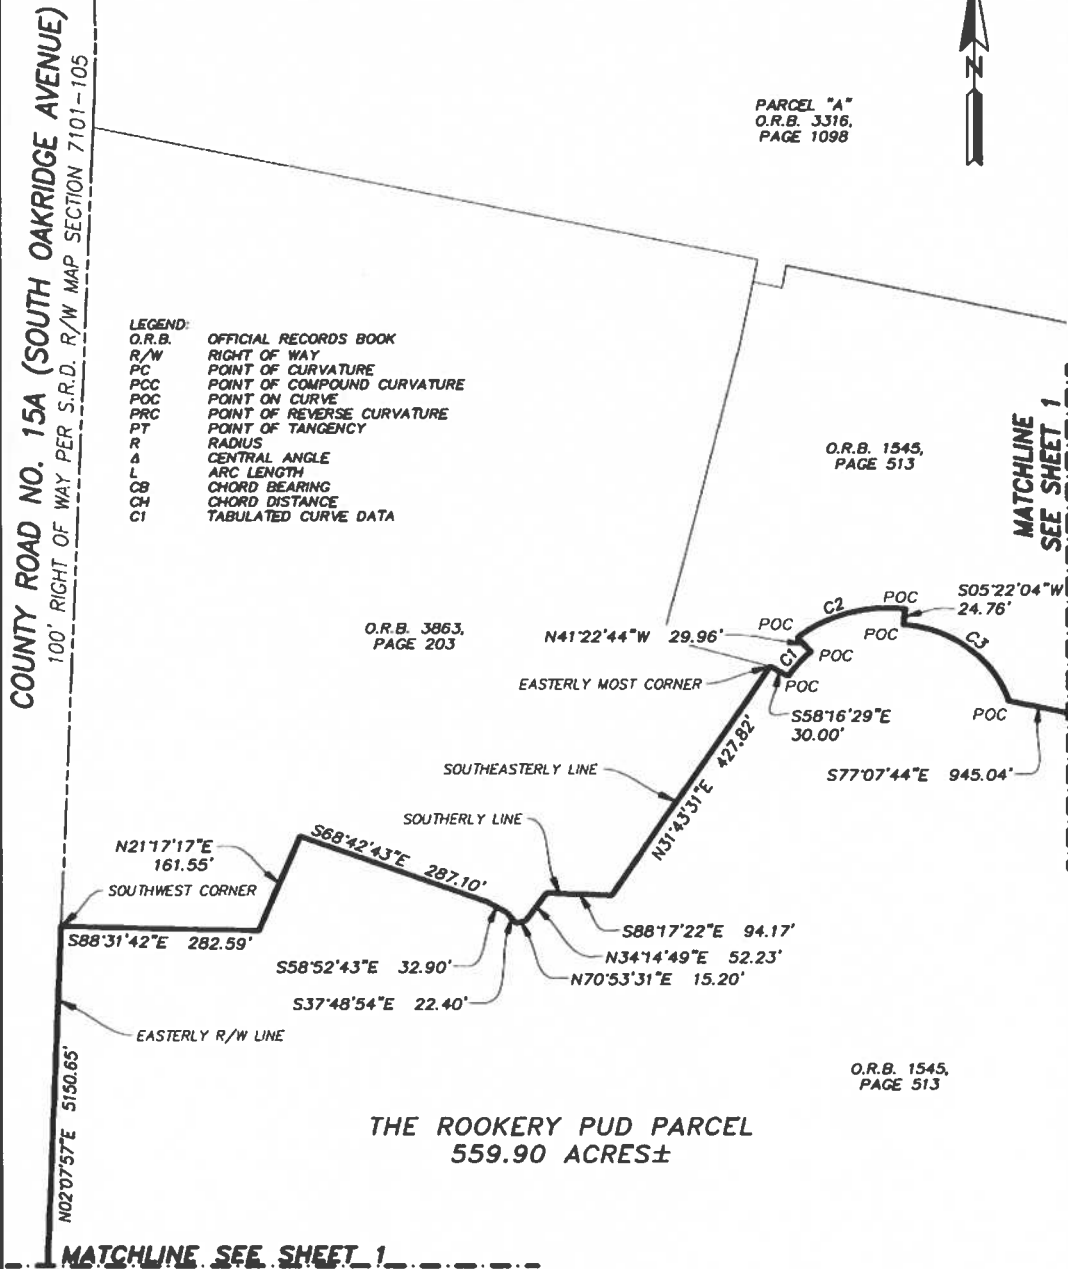 COUNTY ROAD NO. 15A (SOUTH OAKRIDGE AVENUE)
100' RIGHT OF WAY PER S.R.D. R/W MAP SECTION 7101-105
N
PARCEL "A"
O.R.B. 3316,
PAGE 1098
LEGEND:
O.R.B. OFFICIAL RECORDS BOOK
R/W RIGHT OF WAY
PC POINT OF CURVATURE
PCC POINT OF COMPOUND CURVATURE
POC POINT ON CURVE
PRC POINT OF REVERSE CURVATURE
PT POINT OF TANGENCY
R RADIUS
Δ CENTRAL ANGLE
L ARC LENGTH
CB CHORD BEARING
CH CHORD DISTANCE
C1 TABULATED CURVE DATA
O.R.B. 1545,
PAGE 513
MATCHLINE
SEE SHEET 1
O.R.B. 3863,
PAGE 203
N41°22'44"W 29.96'
EASTERLY MOST CORNER
POC
C2
POC
S05°22'04"W
24.76'
POC
C3
C1
POC
POC
S58°16'29"E
30.00'
POC
S77°07'44"E 945.04'
SOUTHEASTERLY LINE
N31°43'31"E 427.82'
SOUTHERLY LINE
N21°17'17"E
161.55'
S68°42'43"E 287.10'
SOUTHWEST CORNER
S88°31'42"E 282.59'
S88°17'22"E 94.17'
N34°14'49"E 52.23'
N70°53'31"E 15.20'
S58°52'43"E 32.90'
S37°48'54"E 22.40'
EASTERLY R/W LINE
N02°07'57"E 5150.65'
O.R.B. 1545,
PAGE 513
THE ROOKERY PUD PARCEL
559.90 ACRES±
MATCHLINE SEE SHEET 1